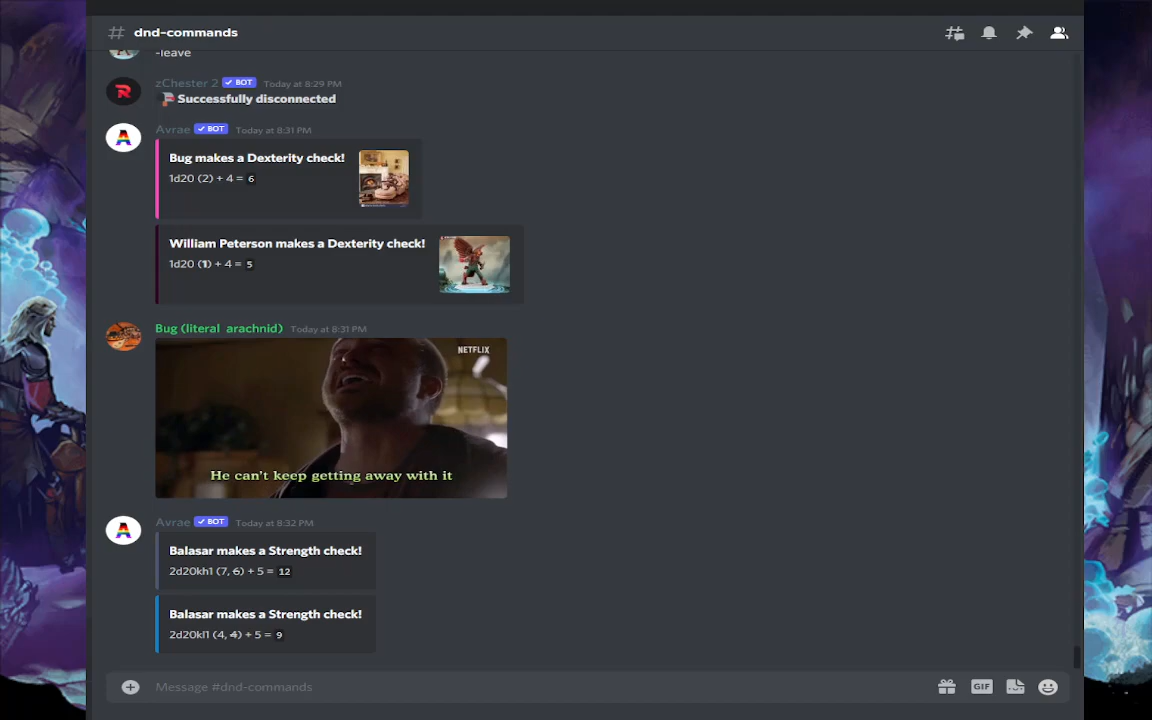 # dnd-commands
-leave
zChester 2 ✓ BOT Today at 8:29 PM
Successfully disconnected
Avrae ✓ BOT Today at 8:31 PM
Bug makes a Dexterity check!
1d20 (2) + 4 = 6
William Peterson makes a Dexterity check!
1d20 (1) + 4 = 5
Bug (literal arachnid) Today at 8:31 PM
NETFLIX
He can't keep getting away with it
Avrae ✓ BOT Today at 8:32 PM
Balasar makes a Strength check!
2d20kh1 (7, 6) + 5 = 12
Balasar makes a Strength check!
2d20kl1 (4, 4) + 5 = 9
Message #dnd-commands
GIF